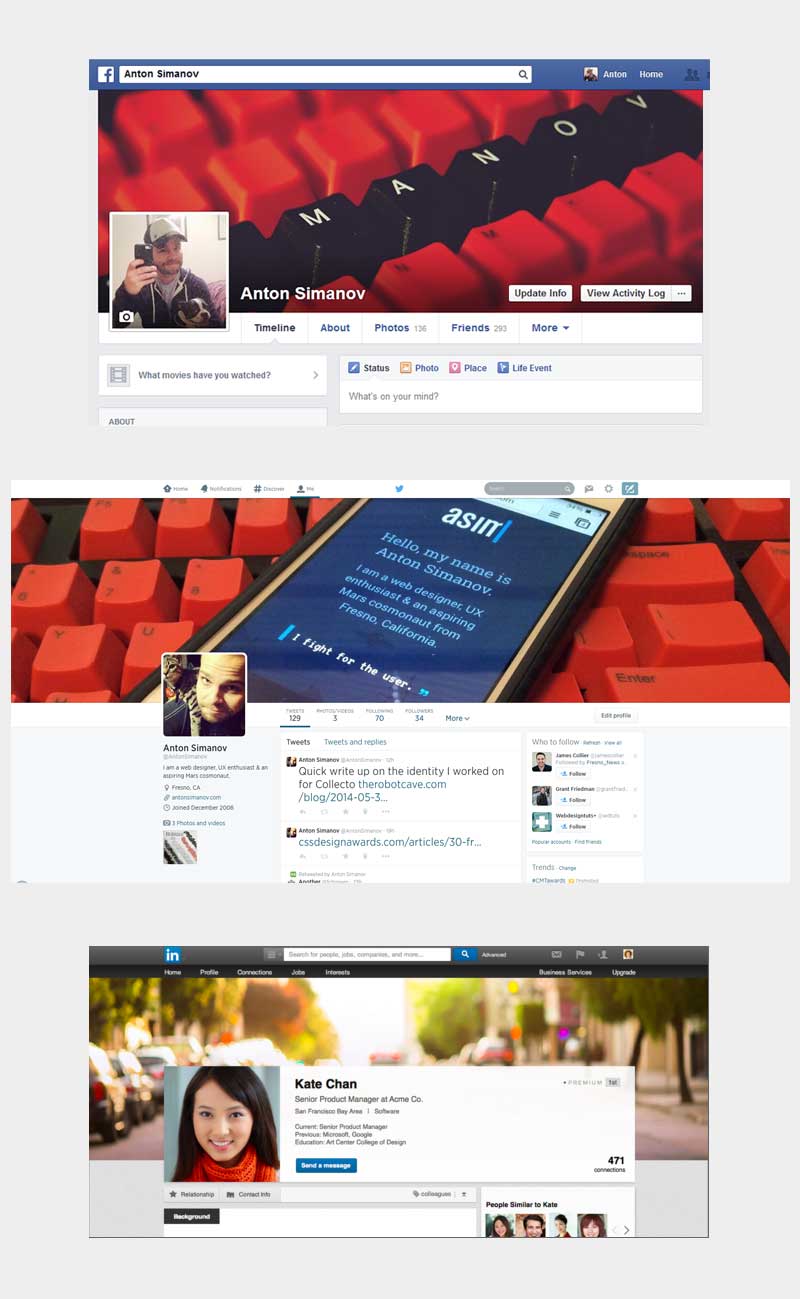 Anton Simanov
Anton Home
M A N O V
Anton Simanov
Update Info View Activity Log ...
Timeline About Photos 136 Friends 293 More
What movies have you watched?
Status Photo Place Life Event
What's on your mind?
ABOUT
Home Notifications Discover Me
Search
asim
Hello, my name is
Anton Simanov.
I am a web designer, UX
enthusiast & an aspiring
Mars cosmonaut from
Fresno, California.
I fight for the user.
Enter
TWEETS PHOTOS/VIDEOS FOLLOWING FOLLOWERS
129 3 70 34 More
Edit profile
Anton Simanov
@AntonSimanov
I am a web designer, UX enthusiast & an
aspiring Mars cosmonaut.
Fresno, CA
antonsimanov.com
Joined December 2008
3 Photos and videos
Tweets Tweets and replies
Anton Simanov @AntonSimanov · 12h
Quick write up on the identity I worked on
for Collecto therobotcave.com
/blog/2014-05-3...
Anton Simanov @AntonSimanov · 19h
cssdesignawards.com/articles/30-fr...
Retweeted by Anton Simanov
Who to follow · Refresh · View all
James Collier @jamescollier
Followed by Fresno_News
Follow
Grant Friedman @grantfried...
Follow
Webdesigntuts+ @wdtuts
Follow
Popular accounts · Find friends
Trends · Change
#CMTawards Promoted
in
Search for people, jobs, companies, and more...
Advanced
Home Profile Connections Jobs Interests
Business Services Upgrade
Kate Chan
PREMIUM 1st
Senior Product Manager at Acme Co.
San Francisco Bay Area | Software
Current: Senior Product Manager
Previous: Microsoft, Google
Education: Art Center College of Design
Send a message
471
connections
Relationship Contact Info
colleagues
Background
People Similar to Kate